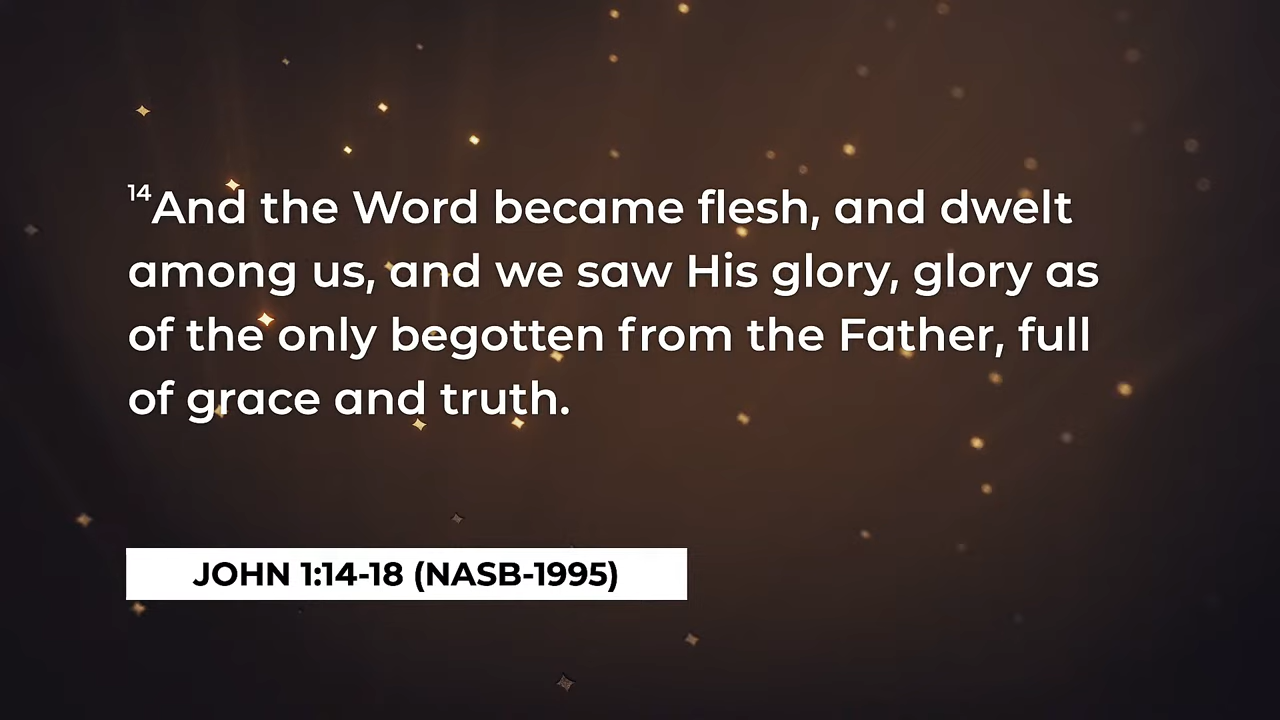 14And the Word became flesh, and dwelt
among us, and we saw His glory, glory as
of the only begotten from the Father, full
of grace and truth.
JOHN 1:14-18 (NASB-1995)